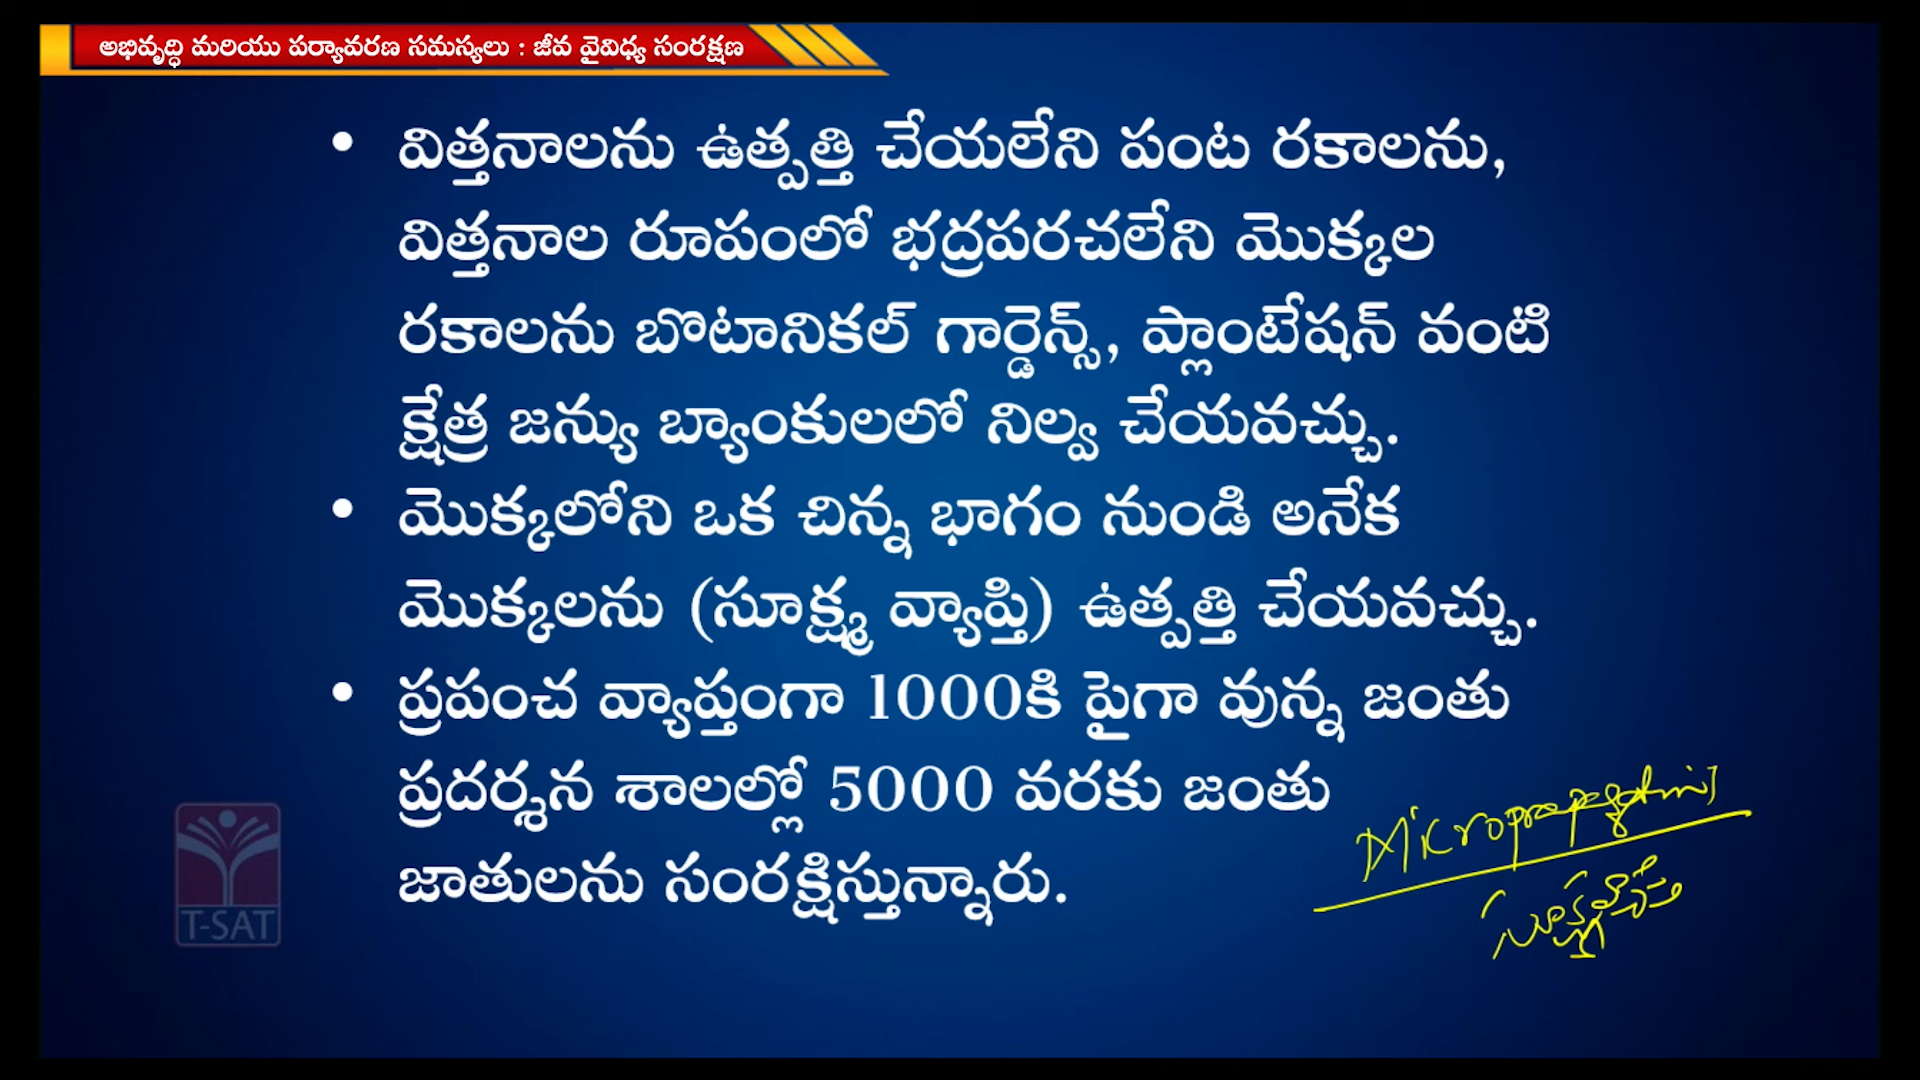 అభివృద్ధి మరియు పర్యావరణ సమస్యలు : జీవ వైవిధ్య సంరక్షణ
• విత్తనాలను ఉత్పత్తి చేయలేని పంట రకాలను,
విత్తనాల రూపంలో భద్రపరచలేని మొక్కల
రకాలను బొటానికల్ గార్డెన్స్, ప్లాంటేషన్ వంటి
క్షేత్ర జన్యు బ్యాంకులలో నిల్వ చేయవచ్చు.
• మొక్కలోని ఒక చిన్న భాగం నుండి అనేక
మొక్కలను (సూక్ష్మ వ్యాప్తి) ఉత్పత్తి చేయవచ్చు.
• ప్రపంచ వ్యాప్తంగా 1000కి పైగా వున్న జంతు
ప్రదర్శన శాలల్లో 5000 వరకు జంతు
జాతులను సంరక్షిస్తున్నారు.
Micropropagation
సూక్ష్మవ్యాప్తి
T-SAT